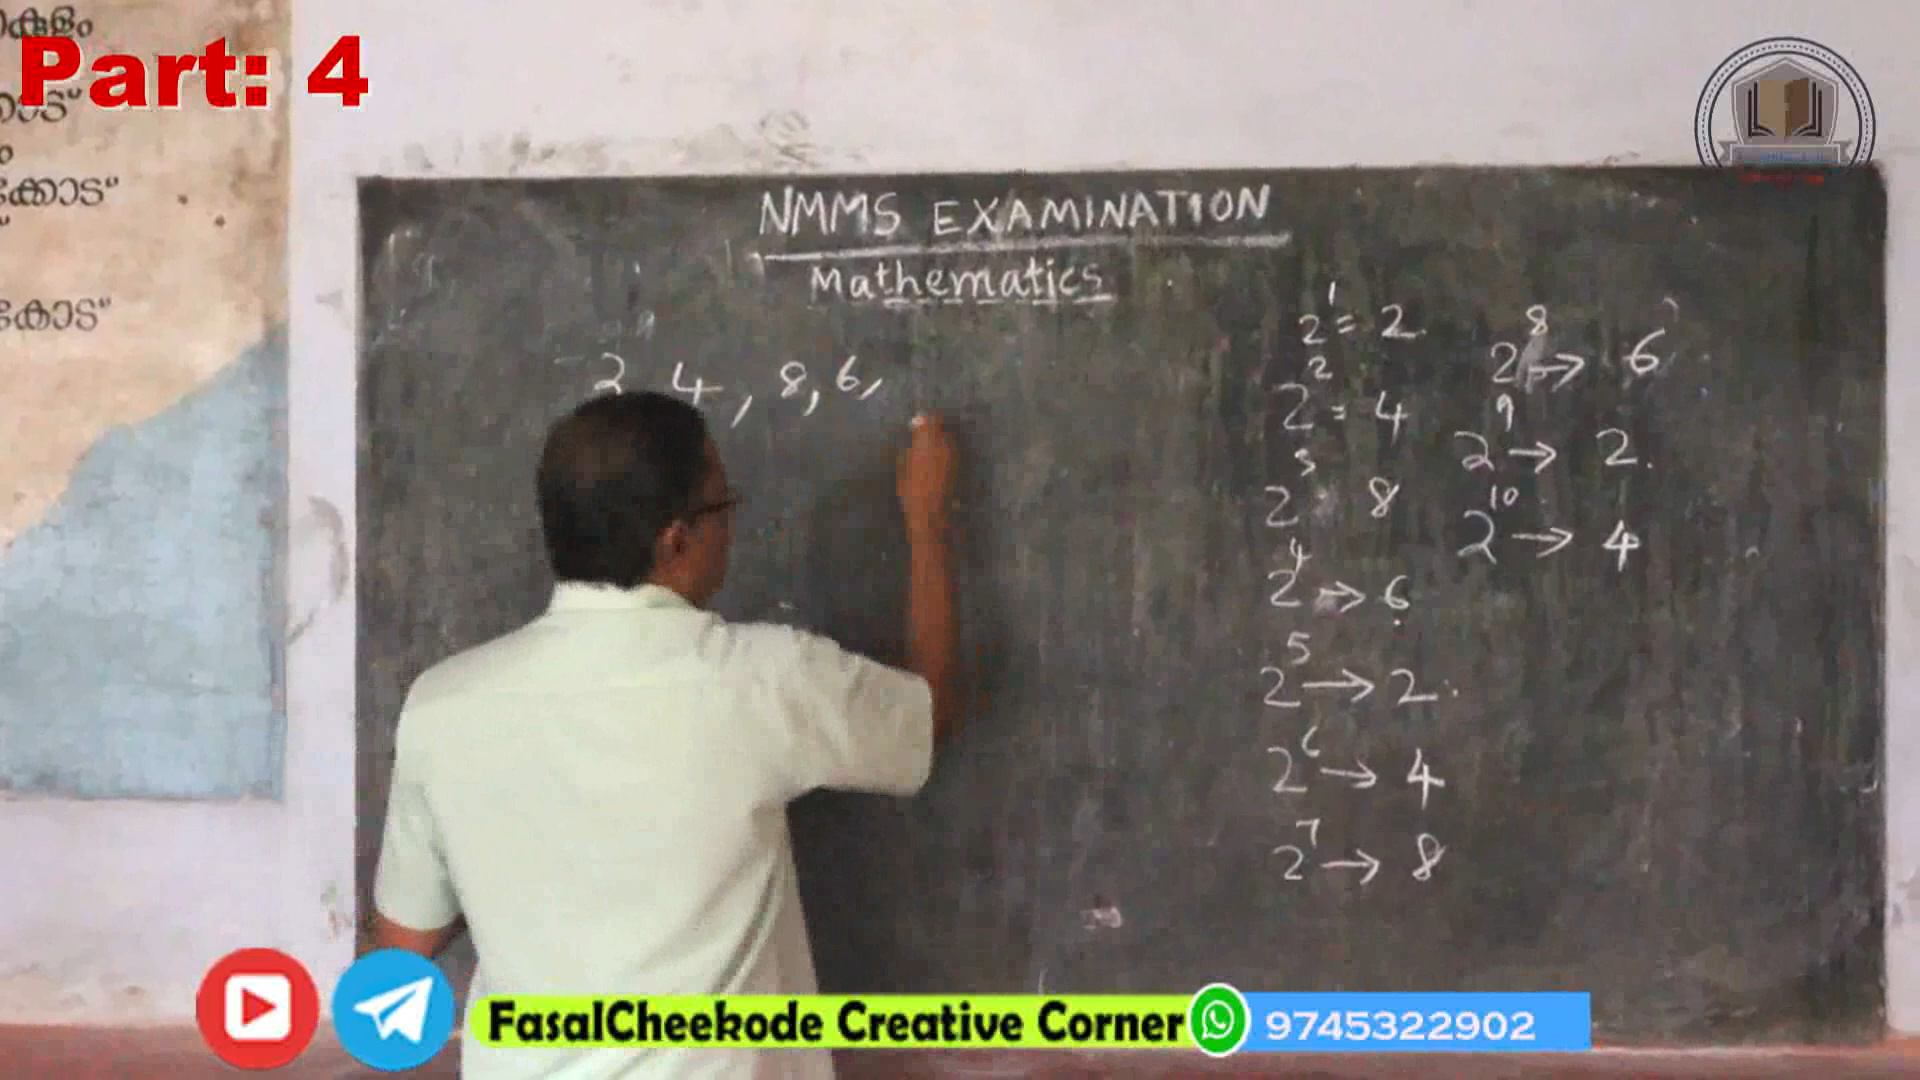 Part: 4
ക്കോട്"
കോട്"
NMMS EXAMINATION
Mathematics
2 4, 8, 6,
2¹ = 2
2² = 4
2³ 8
2⁴ → 6
2⁵ → 2
2⁶ → 4
2⁷ → 8
2⁸ → 6
2⁹ → 2
2¹⁰ → 4
FasalCheekode Creative Corner 9745322902